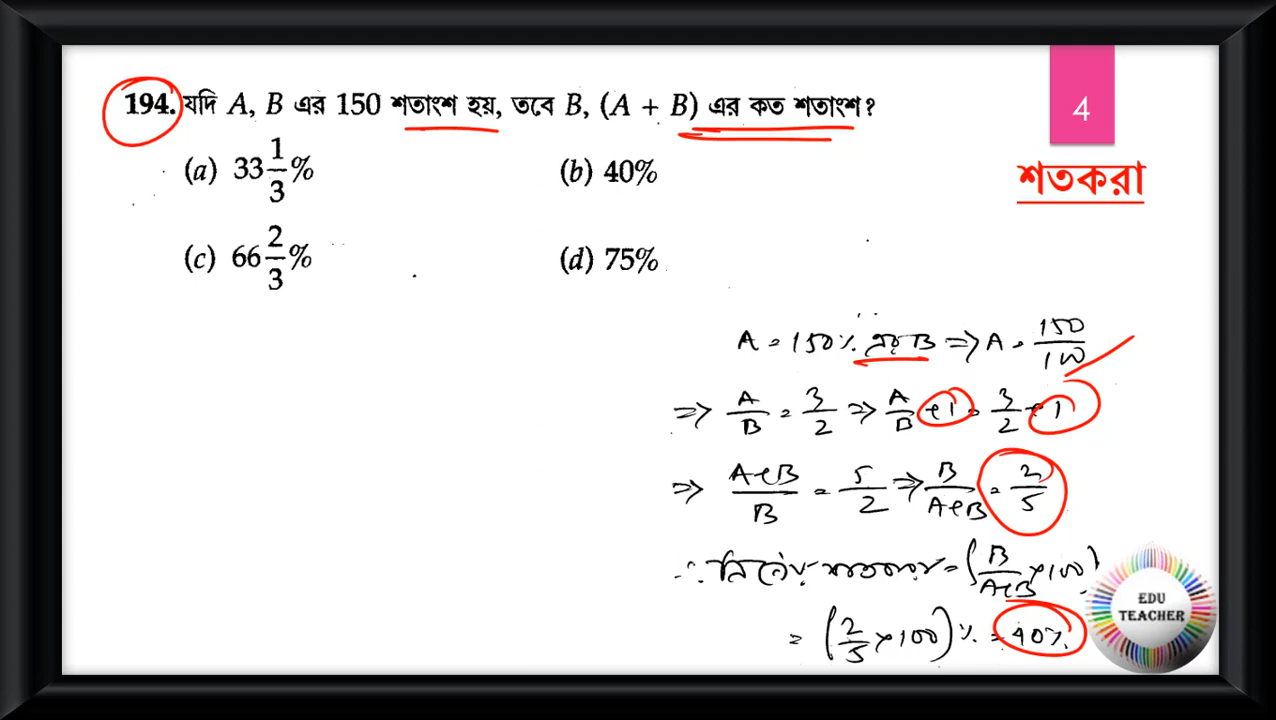 194. যদি A, B এর 150 শতাংশ হয়, তবে B, (A + B) এর কত শতাংশ?
(a) 33 1/3 % (b) 40%
(c) 66 2/3 % (d) 75%
4
শতকরা
A = 150% এর B ⇒ A = 150/100
⇒ A/B = 3/2 ⇒ A/B + 1 = 3/2 + 1
⇒ A+B/B = 5/2 ⇒ B/A+B = 2/5
∴ = (B/A+B × 100)
= (2/5 × 100) % = 40%
EDU
TEACHER